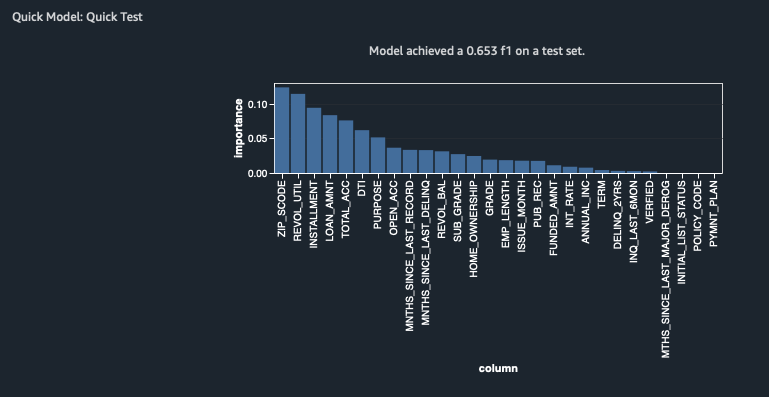 Quick Model: Quick Test
Model achieved a 0.653 f1 on a test set.
importance
0.10
0.05
0.00
ZIP_SCODE
REVOL_UTIL
INSTALLMENT
LOAN_AMNT
TOTAL_ACC
DTI
PURPOSE
OPEN_ACC
MNTHS_SINCE_LAST_RECORD
MNTHS_SINCE_LAST_DELINQ
REVOL_BAL
SUB_GRADE
HOME_OWNERSHIP
GRADE
EMP_LENGTH
ISSUE_MONTH
PUB_REC
FUNDED_AMNT
INT_RATE
ANNUAL_INC
TERM
DELINQ_2YRS
INQ_LAST_6MON
VERIFIED
MTHS_SINCE_LAST_MAJOR_DEROG
INITIAL_LIST_STATUS
POLICY_CODE
PYMNT_PLAN
column